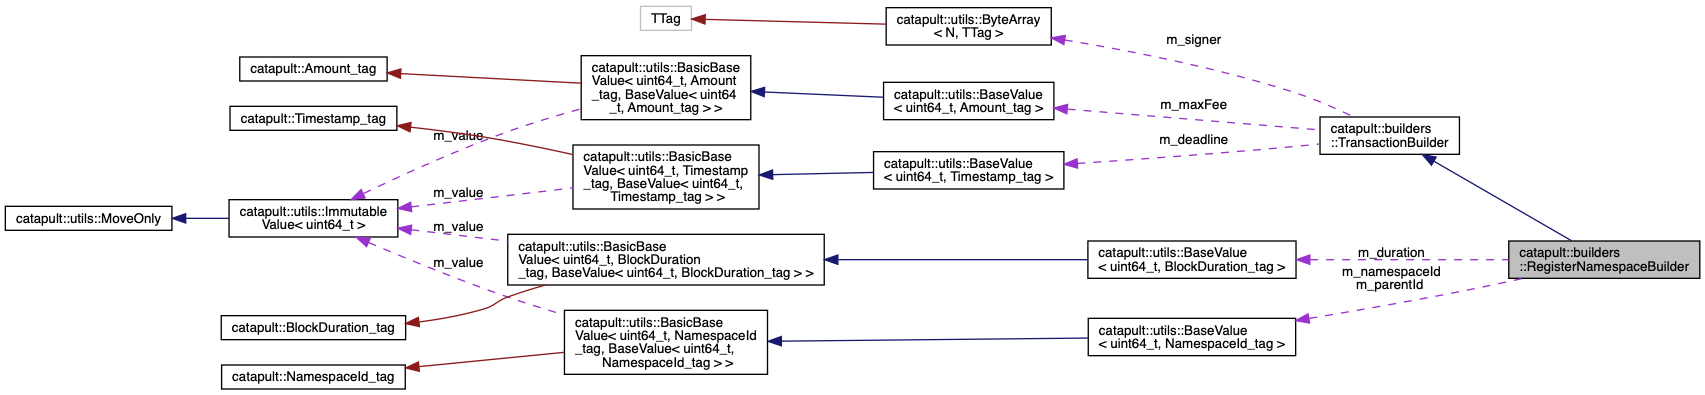 TTag
catapult::utils::ByteArray
< N, TTag >
m_signer
catapult::Amount_tag
catapult::utils::BasicBase
Value< uint64_t, Amount
_tag, BaseValue< uint64
_t, Amount_tag > >
catapult::utils::BaseValue
< uint64_t, Amount_tag >
m_maxFee
catapult::Timestamp_tag
m_value
catapult::builders
::TransactionBuilder
m_deadline
catapult::utils::BasicBase
Value< uint64_t, Timestamp
_tag, BaseValue< uint64_t,
Timestamp_tag > >
catapult::utils::BaseValue
< uint64_t, Timestamp_tag >
m_value
catapult::utils::MoveOnly
catapult::utils::Immutable
Value< uint64_t >
m_value
catapult::utils::BasicBase
Value< uint64_t, BlockDuration
_tag, BaseValue< uint64_t, BlockDuration_tag > >
catapult::utils::BaseValue
< uint64_t, BlockDuration_tag >
m_duration
catapult::builders
::RegisterNamespaceBuilder
m_value
m_namespaceId
m_parentId
catapult::BlockDuration_tag
catapult::utils::BasicBase
Value< uint64_t, NamespaceId
_tag, BaseValue< uint64_t,
NamespaceId_tag > >
catapult::utils::BaseValue
< uint64_t, NamespaceId_tag >
catapult::NamespaceId_tag